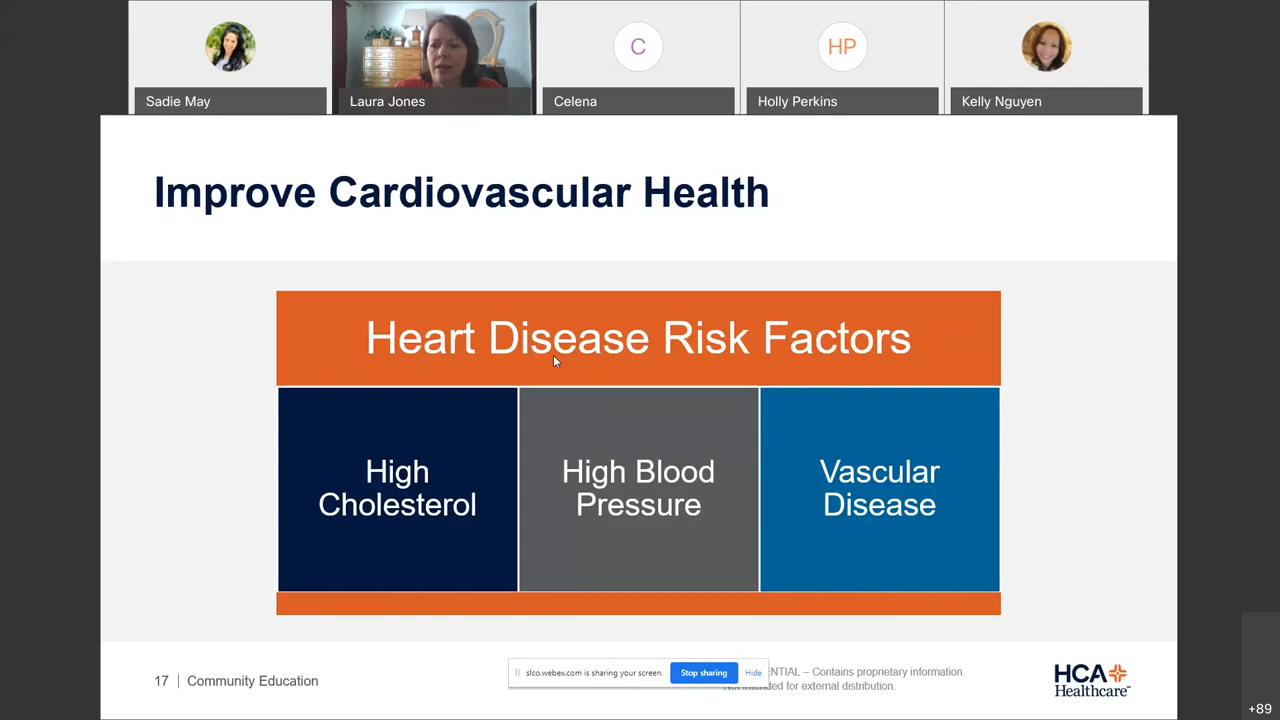 C
HP
Sadie May
Laura Jones
Celena
Holly Perkins
Kelly Nguyen
Improve Cardiovascular Health
Heart Disease Risk Factors
High
Cholesterol
High Blood
Pressure
Vascular
Disease
17 | Community Education
slco.webex.com is sharing your screen.
Stop sharing
Hide
ENTIAL – Contains proprietary information.
Not intended for external distribution.
HCA
Healthcare™
+89